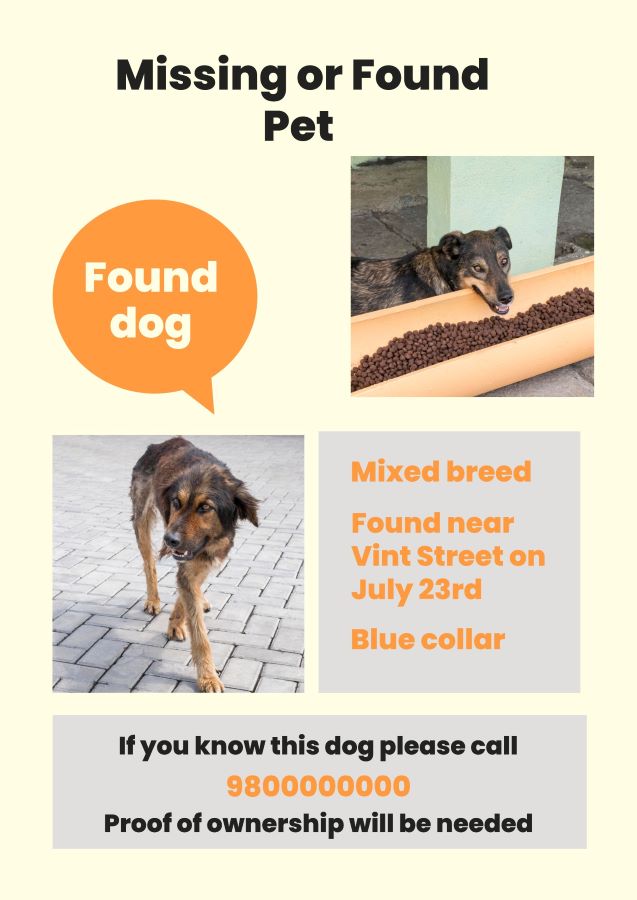 Missing or Found
Pet
Found
dog
Mixed breed
Found near
Vint Street on
July 23rd
Blue collar
If you know this dog please call
9800000000
Proof of ownership will be needed